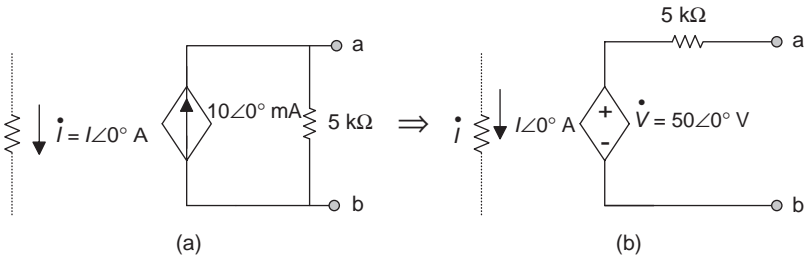 5 kΩ
a
a
İ = I∠0° A
10∠0° mA
5 kΩ
⇒
İ
I∠0° A
+
-
V̇ = 50∠0° V
b
b
(a)
(b)